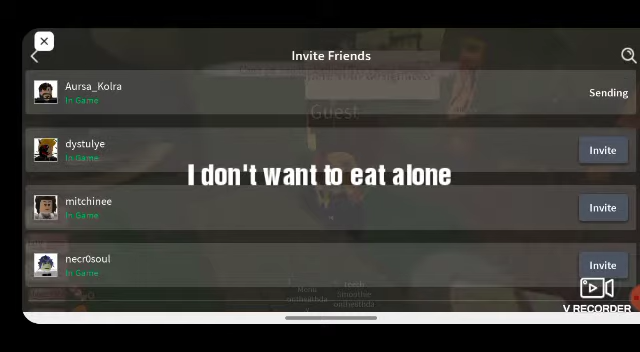 Invite Friends
Aursa_Kolra
In Game
Sending
Guest
dystulye
In Game
Invite
I don't want to eat alone
mitchinee
In Game
Invite
necr0soul
In Game
Invite
V RECORDER